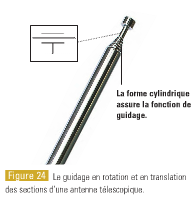 La forme cylindrique
assure la fonction de
guidage.
Figure 24 Le guidage en rotation et en translation
des sections d'une antenne télescopique.